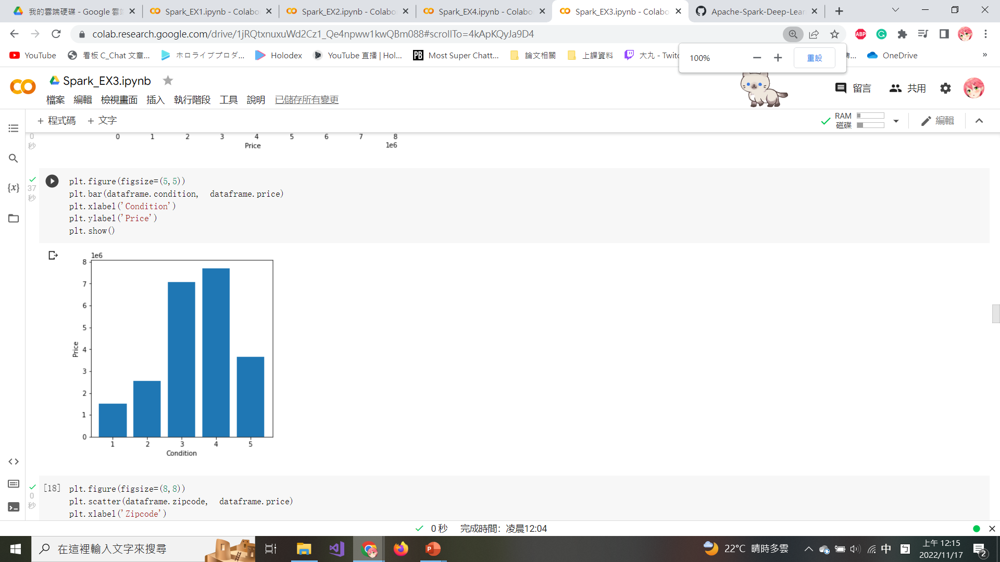 我的雲端硬碟 - Google 雲端
Spark_EX1.ipynb - Colabo
Spark_EX2.ipynb - Colabo
Spark_EX4.ipynb - Colabo
Spark_EX3.ipynb - Colabo
Apache-Spark-Deep-Lear
colab.research.google.com/drive/1jRQtxnuxuWd2Cz1_Qe4npww1kwQBm088#scrollTo=4kApKQyJa9D4
ABP
YouTube
看板 C_Chat 文章...
ホロライブプロダ...
Holodex
YouTube 直播 | Hol...
PB
Most Super Chatt...
論文相關
上課資料
大丸 - Twitc
OneDrive
»
100%
重設
Spark_EX3.ipynb
檔案 編輯 檢視畫面 插入 執行階段 工具 說明 已儲存所有變更
留言
共用
+ 程式碼 + 文字
RAM
磁碟
編輯
0
秒
0 1 2 3 4 5 6 7 8
Price
1e6
{x}
37
秒
plt.figure(figsize=(5,5))
plt.bar(dataframe.condition, dataframe.price)
plt.xlabel('Condition')
plt.ylabel('Price')
plt.show()
1e6
8
7
6
5
4
3
2
1
0
Price
1 2 3 4 5
Condition
0
秒
[18]
plt.figure(figsize=(8,8))
plt.scatter(dataframe.zipcode, dataframe.price)
plt.xlabel('Zipcode')
0 秒 完成時間：凌晨12:04
在這裡輸入文字來搜尋
22°C 晴時多雲
中
上午 12:15
2022/11/17
2